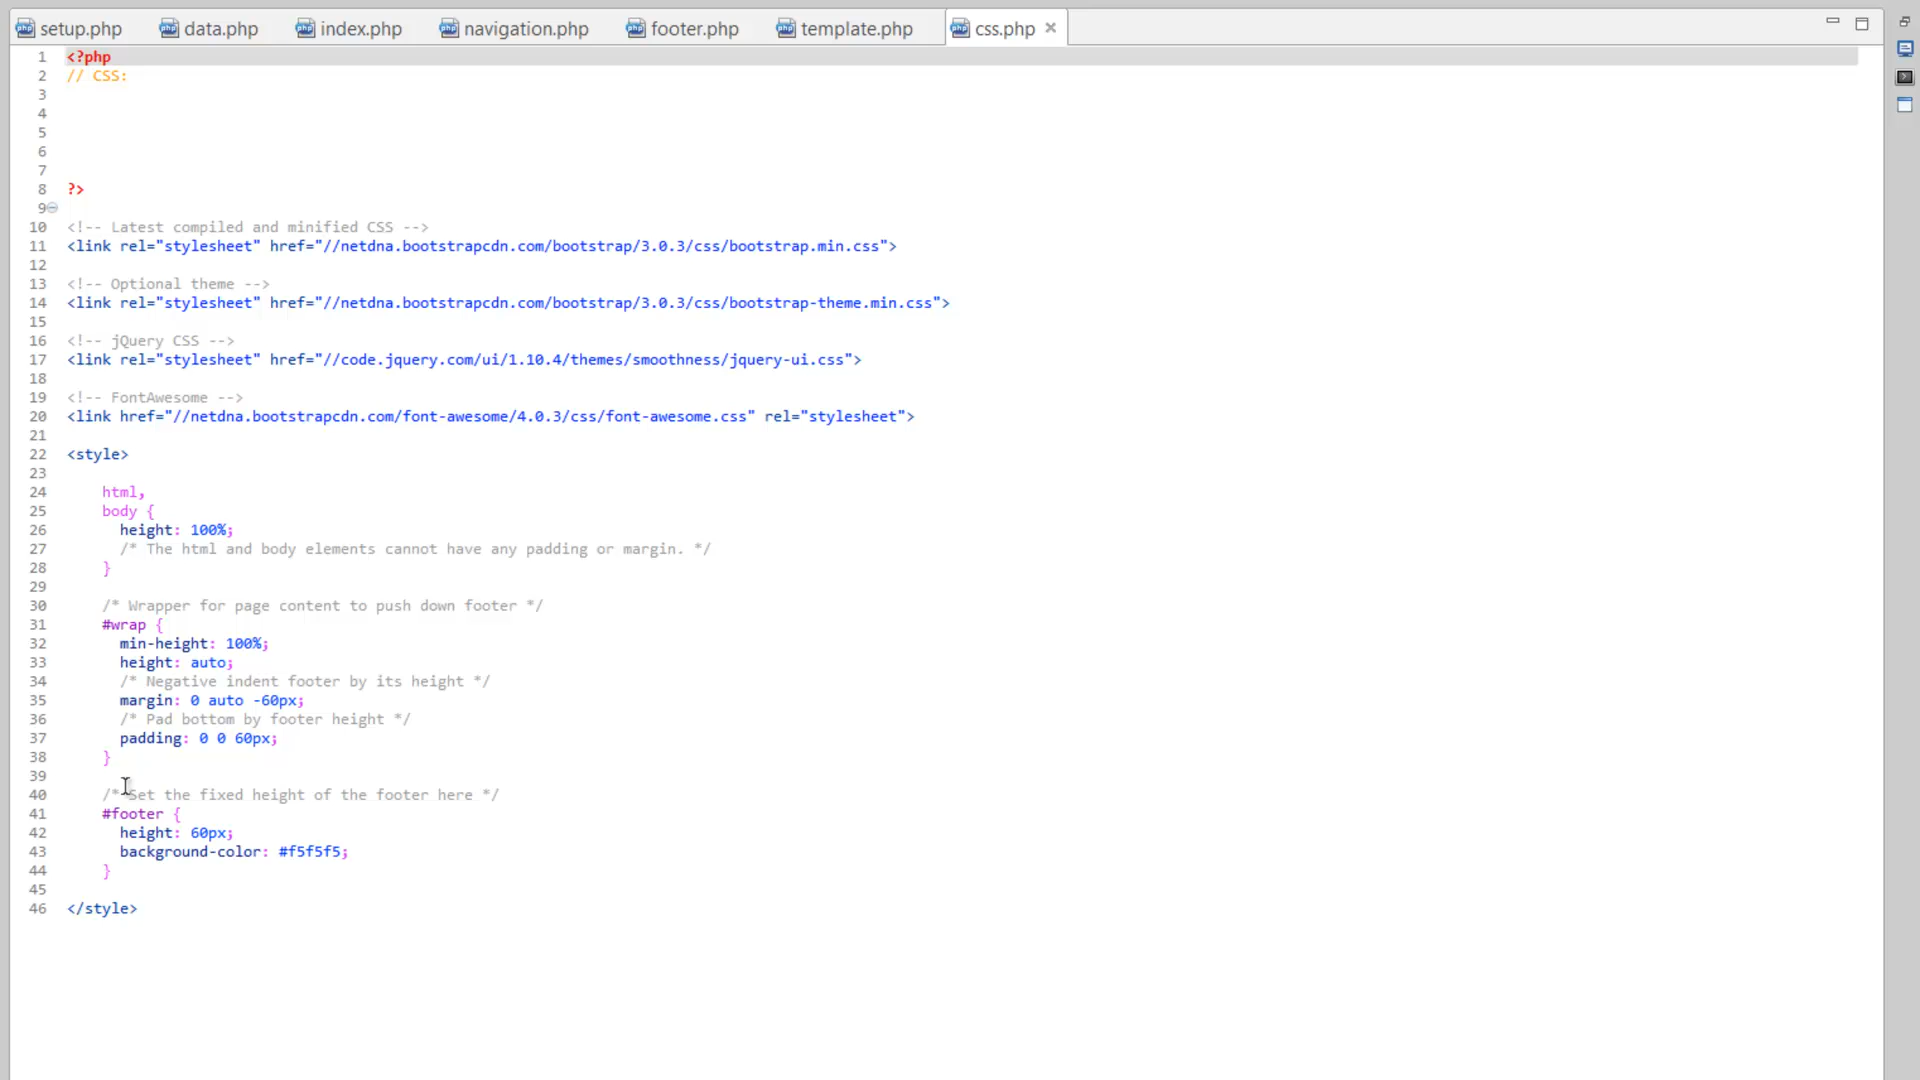 setup.php data.php index.php navigation.php footer.php template.php css.php
1 <?php
2 // CSS:
3
4
5
6
7
8 ?>
9
10 <!-- Latest compiled and minified CSS -->
11 <link rel="stylesheet" href="//netdna.bootstrapcdn.com/bootstrap/3.0.3/css/bootstrap.min.css">
12
13 <!-- Optional theme -->
14 <link rel="stylesheet" href="//netdna.bootstrapcdn.com/bootstrap/3.0.3/css/bootstrap-theme.min.css">
15
16 <!-- jQuery CSS -->
17 <link rel="stylesheet" href="//code.jquery.com/ui/1.10.4/themes/smoothness/jquery-ui.css">
18
19 <!-- FontAwesome -->
20 <link href="//netdna.bootstrapcdn.com/font-awesome/4.0.3/css/font-awesome.css" rel="stylesheet">
21
22 <style>
23
24 html,
25 body {
26 height: 100%;
27 /* The html and body elements cannot have any padding or margin. */
28 }
29
30 /* Wrapper for page content to push down footer */
31 #wrap {
32 min-height: 100%;
33 height: auto;
34 /* Negative indent footer by its height */
35 margin: 0 auto -60px;
36 /* Pad bottom by footer height */
37 padding: 0 0 60px;
38 }
39
40 /* Set the fixed height of the footer here */
41 #footer {
42 height: 60px;
43 background-color: #f5f5f5;
44 }
45
46 </style>